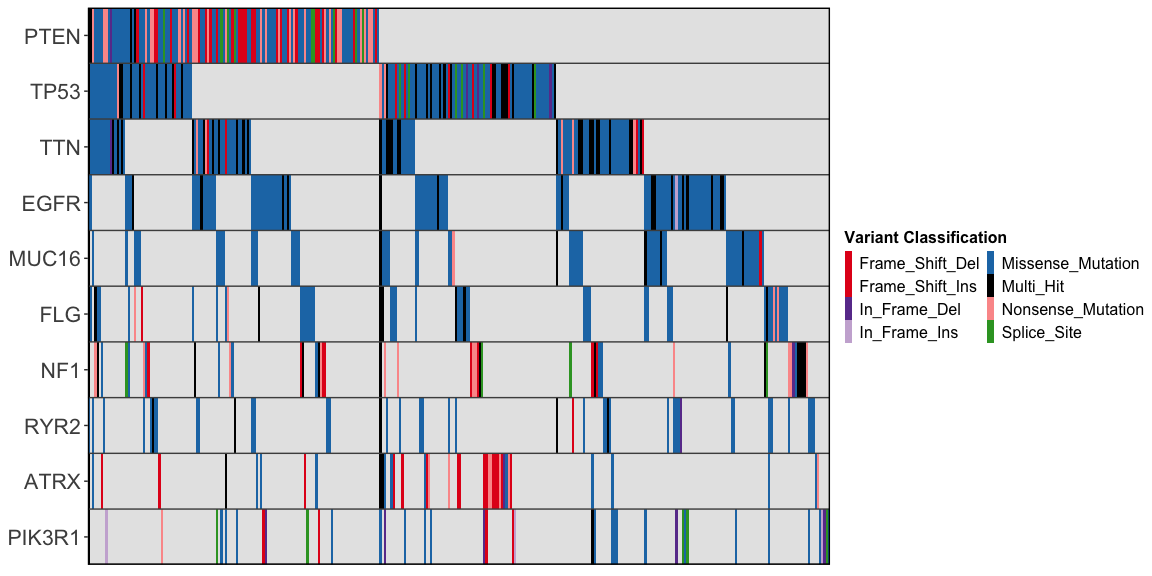 PTEN
TP53
TTN
EGFR
MUC16
FLG
NF1
RYR2
ATRX
PIK3R1
Variant Classification
Frame_Shift_Del Missense_Mutation
Frame_Shift_Ins Multi_Hit
In_Frame_Del Nonsense_Mutation
In_Frame_Ins Splice_Site